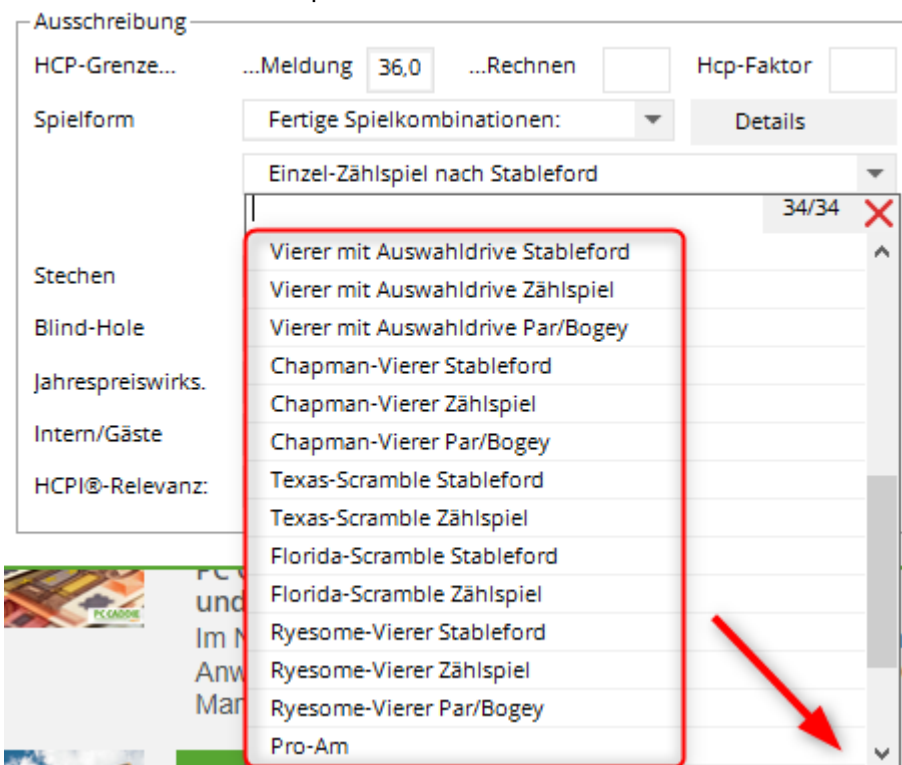 Ausschreibung
HCP-Grenze... ...Meldung 36,0 ...Rechnen Hcp-Faktor
Spielform Fertige Spielkombinationen: Details
Einzel-Zählspiel nach Stableford
34/34
Vierer mit Auswahldrive Stableford
Stechen
Vierer mit Auswahldrive Zählspiel
Blind-Hole Vierer mit Auswahldrive Par/Bogey
Chapman-Vierer Stableford
Jahrespreiswirks.
Chapman-Vierer Zählspiel
Intern/Gäste Chapman-Vierer Par/Bogey
Texas-Scramble Stableford
HCPI®-Relevanz:
Texas-Scramble Zählspiel
Florida-Scramble Stableford
und Florida-Scramble Zählspiel
PC CADDIE
Im Ryesome-Vierer Stableford
Ryesome-Vierer Zählspiel
Ryesome-Vierer Par/Bogey
Pro-Am